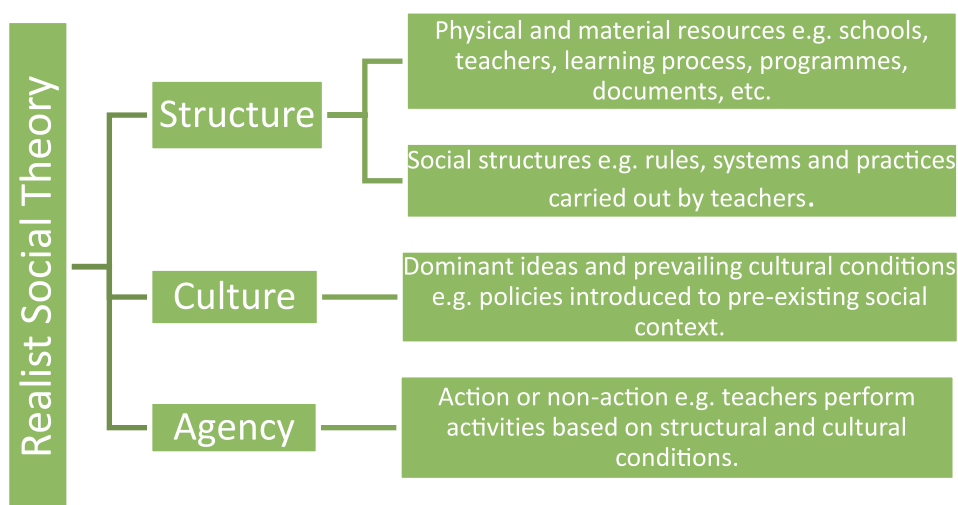 Realist Social Theory
Structure
Physical and material resources e.g. schools,
teachers, learning process, programmes,
documents, etc.
Social structures e.g. rules, systems and practices
carried out by teachers.
Culture
Dominant ideas and prevailing cultural conditions
e.g. policies introduced to pre-existing social
context.
Agency
Action or non-action e.g. teachers perform
activities based on structural and cultural
conditions.